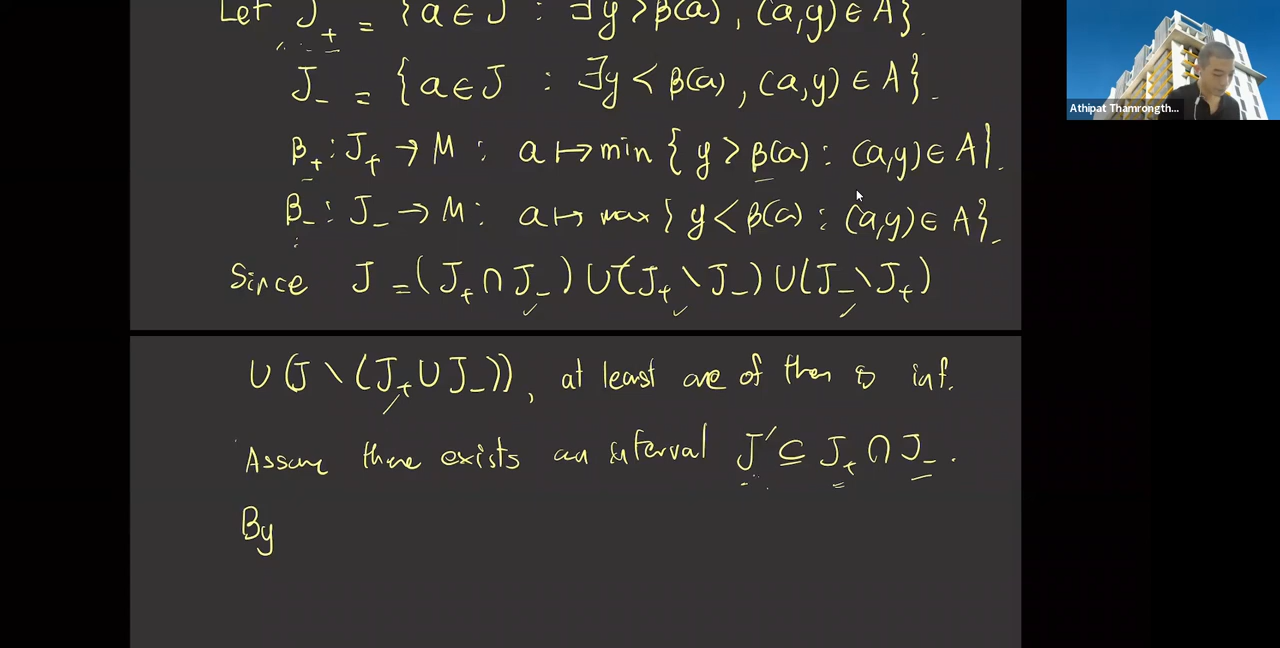 Let J₊ = {a ∈ J : ∃y > β(a), (a,y) ∈ A}.
J₋ = {a ∈ J : ∃y < β(a), (a,y) ∈ A}.
β₊ : J₊ → M : a ↦ min { y > β(a) : (a,y) ∈ A}.
β₋ : J₋ → M : a ↦ max { y < β(a) : (a,y) ∈ A}.
Since J = (J₊ ∩ J₋) ∪ (J₊ \ J₋) ∪ (J₋ \ J₊)
∪ (J \ (J₊ ∪ J₋)), at least one of them is inf.
Assume there exists an interval J′ ⊆ J₊ ∩ J₋.
By
Athipat Thamrongth...